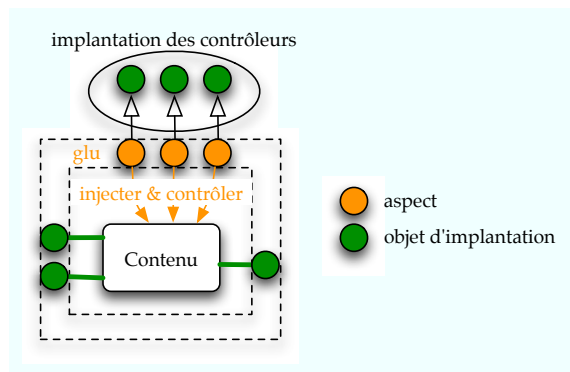 implantation des contrôleurs
glu
injecter & contrôler
Contenu
aspect
objet d'implantation